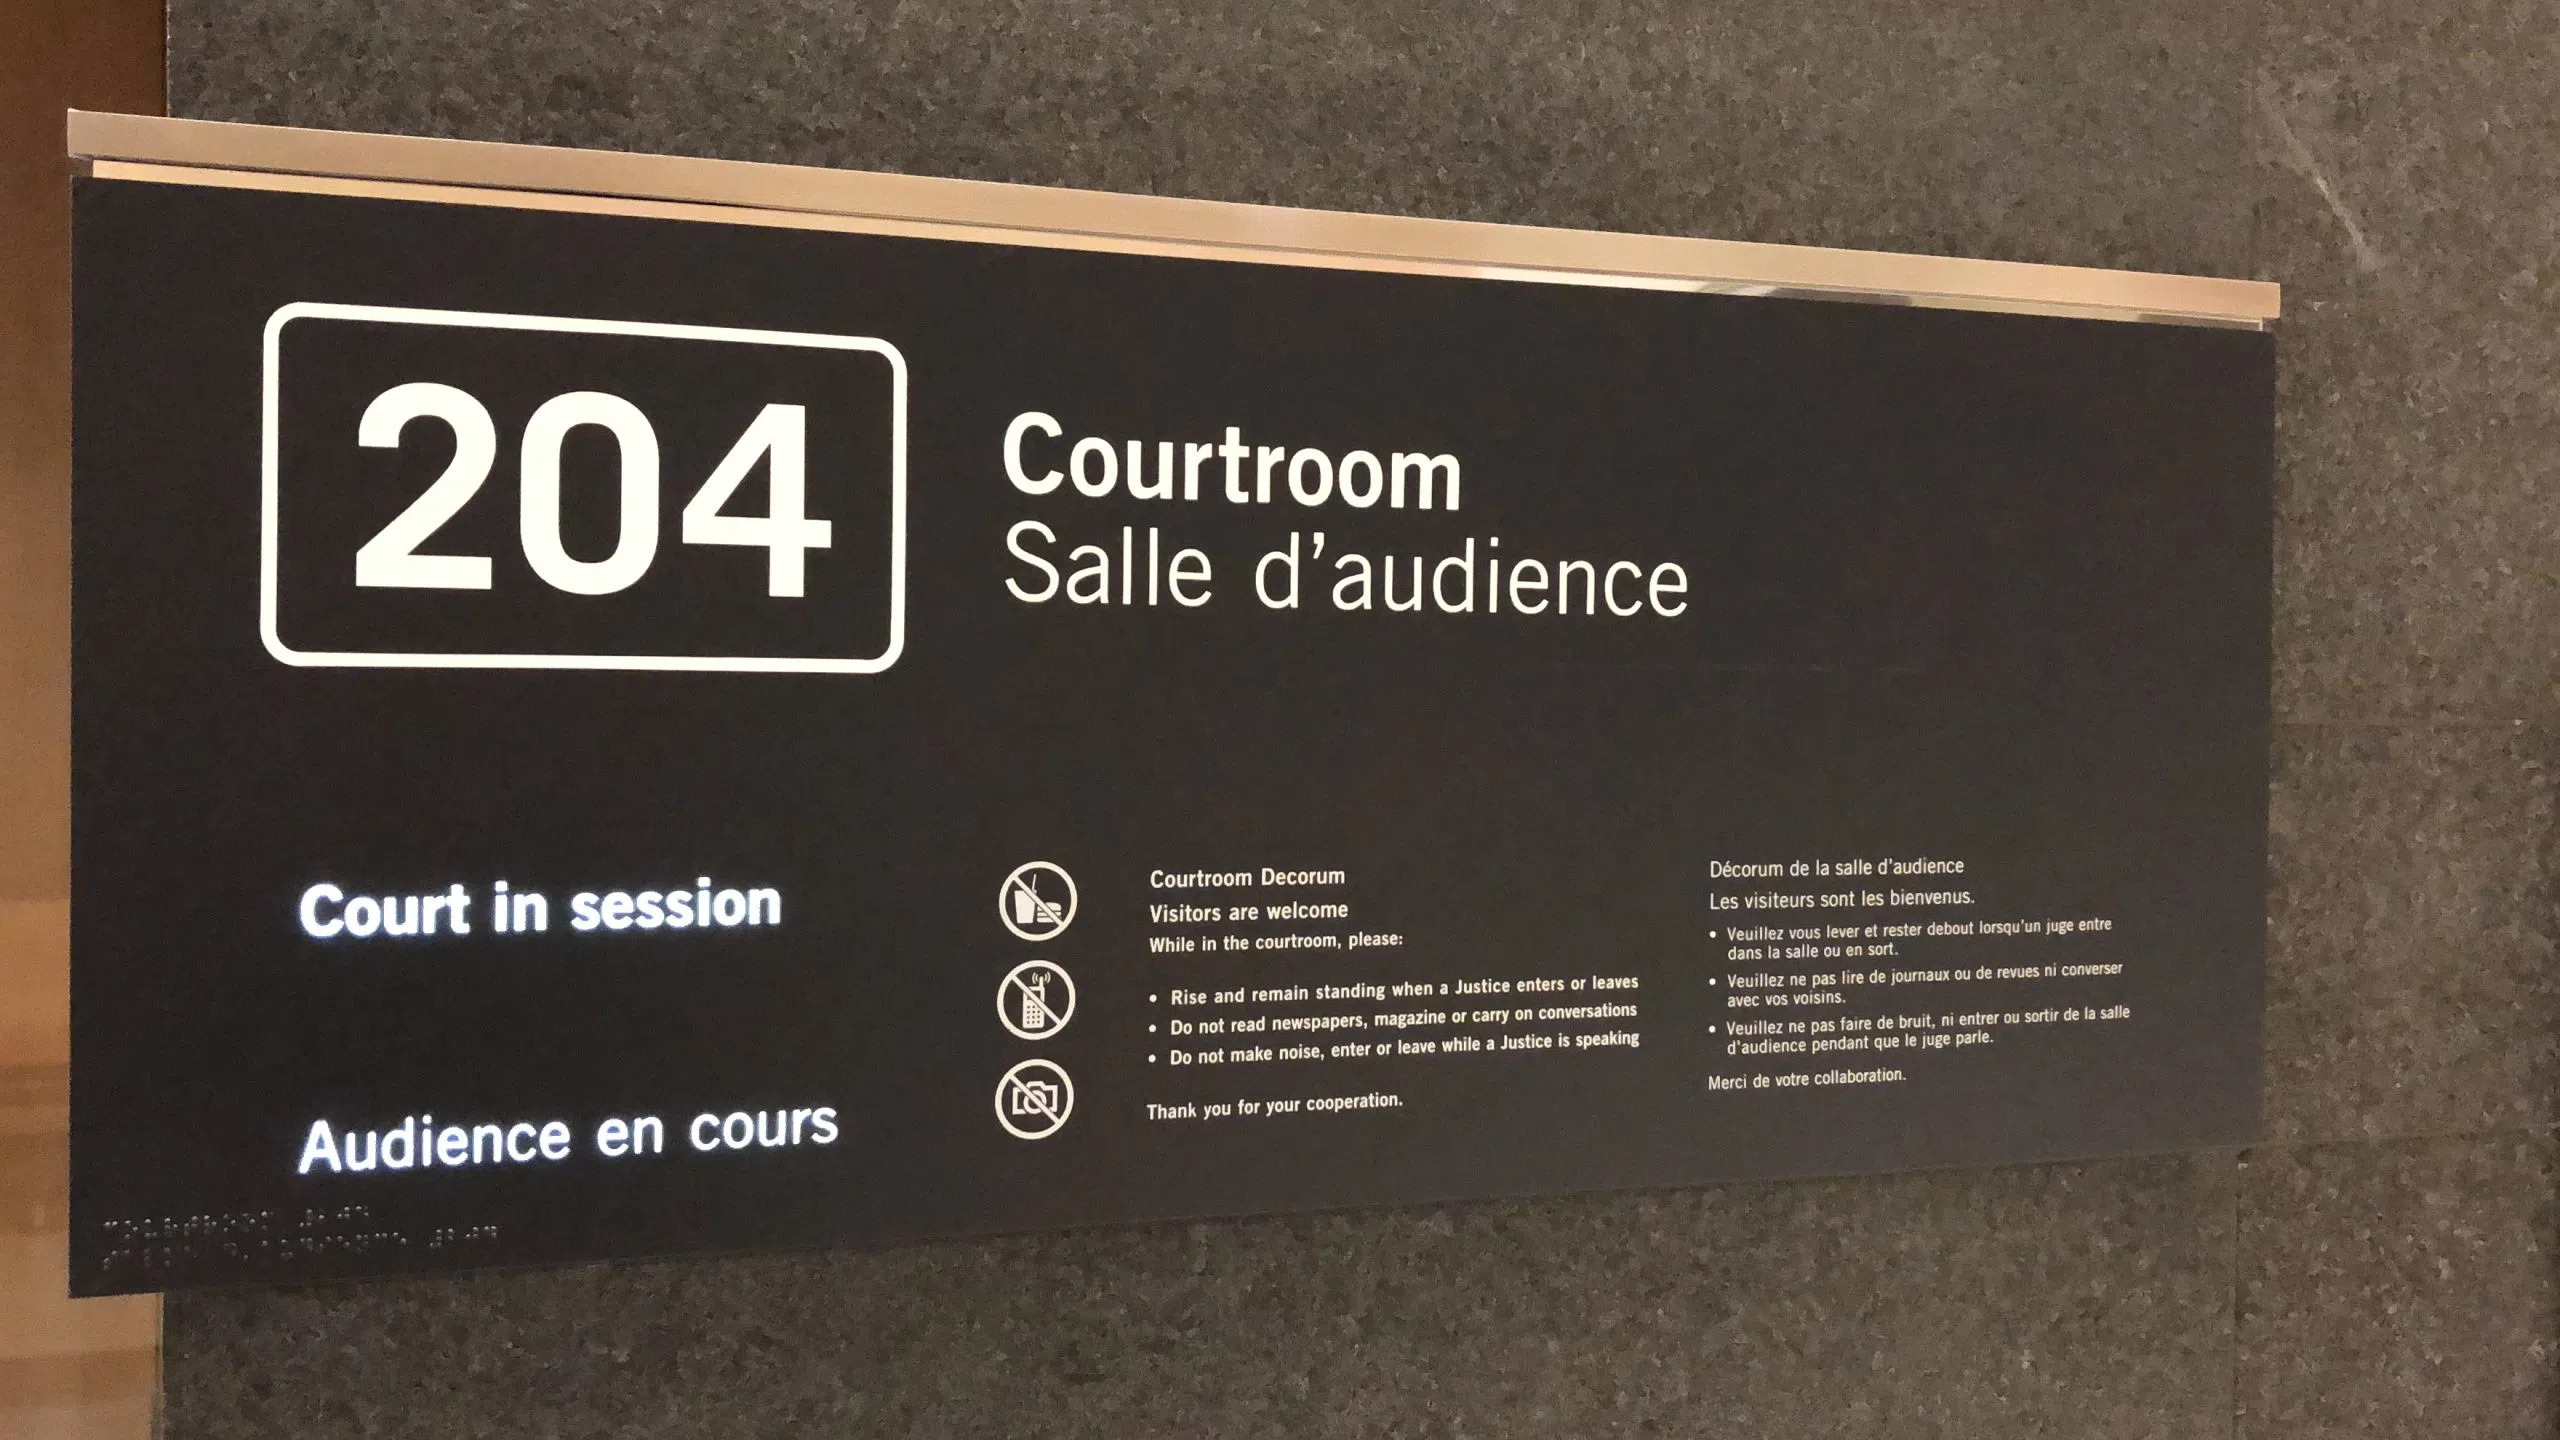 204
Courtroom
Salle d'audience
Court in session
Audience en cours
Courtroom Decorum
Visitors are welcome
While in the courtroom, please:
• Rise and remain standing when a Justice enters or leaves
• Do not read newspapers, magazine or carry on conversations
• Do not make noise, enter or leave while a Justice is speaking
Thank you for your cooperation.
Décorum de la salle d'audience
Les visiteurs sont les bienvenus.
• Veuillez vous lever et rester debout lorsqu'un juge entre
dans la salle ou en sort.
• Veuillez ne pas lire de journaux ou de revues ni converser
avec vos voisins.
• Veuillez ne pas faire de bruit, ni entrer ou sortir de la salle
d'audience pendant que le juge parle.
Merci de votre collaboration.